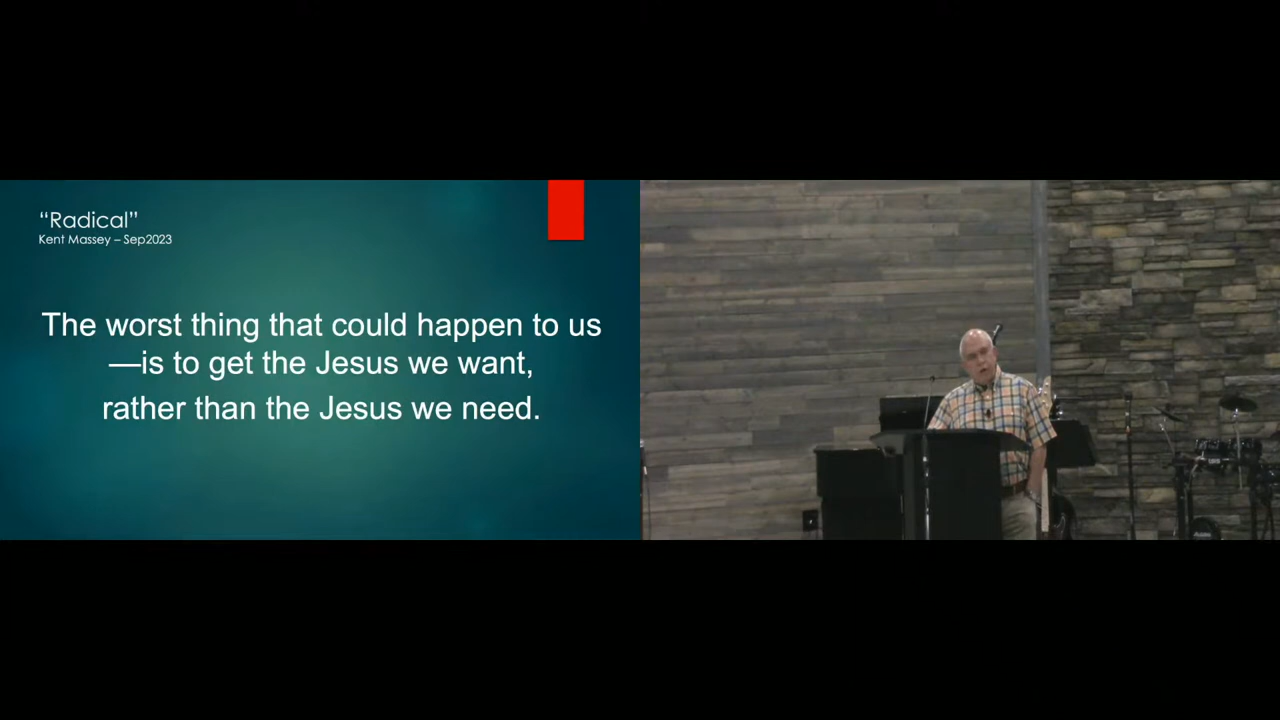 “Radical”
Kent Massey – Sep2023
The worst thing that could happen to us
—is to get the Jesus we want,
rather than the Jesus we need.